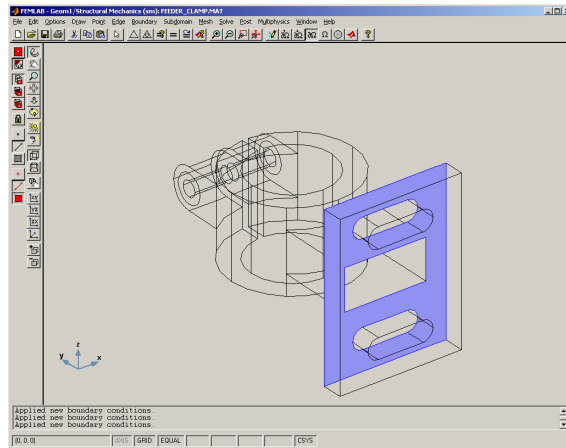 FEMLAB - Geom1/Structural Mechanics (sm): FEEDER_CLAMP.MAT
File Edit Options Draw Point Edge Boundary Subdomain Mesh Solve Post Multiphysics Window Help
z
y x
Applied new boundary conditions.
Applied new boundary conditions.
Applied new boundary conditions.
(0, 0, 0) AXIS GRID EQUAL CSYS